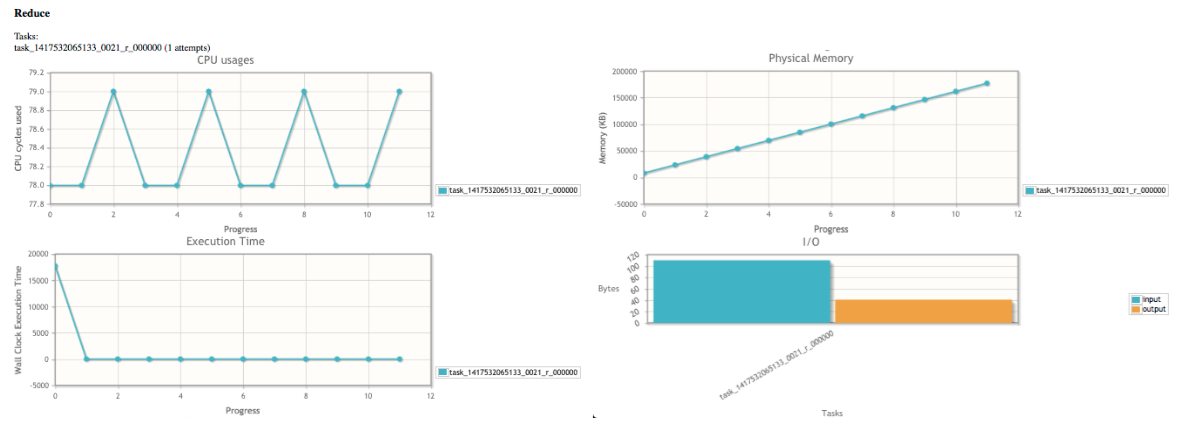 Reduce
Tasks:
task_1417532065133_0021_r_000000 (1 attempts)
CPU usages
79.2
79.0
78.8
78.6
78.4
78.2
78.0
77.8
CPU cycles used
0 2 4 6 8 10 12
Progress
task_1417532065133_0021_r_000000
Physical Memory
200000
150000
100000
50000
0
-50000
Memory (KB)
0 2 4 6 8 10 12
Progress
task_1417532065133_0021_r_000000
Execution Time
20000
15000
10000
5000
0
-5000
Wall Clock Execution Time
0 2 4 6 8 10 12
Progress
task_1417532065133_0021_r_000000
I/O
120
100
80
60
40
20
0
Bytes
task_1417532065133_0021_r_000000
Tasks
input
output